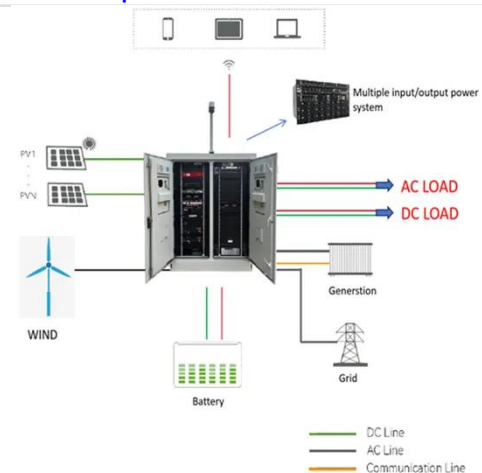 Multiple input/output power
system
PV1
PVN
AC LOAD
DC LOAD
Generstion
WIND
Grid
Battery
DC Line
AC Line
Communication Line